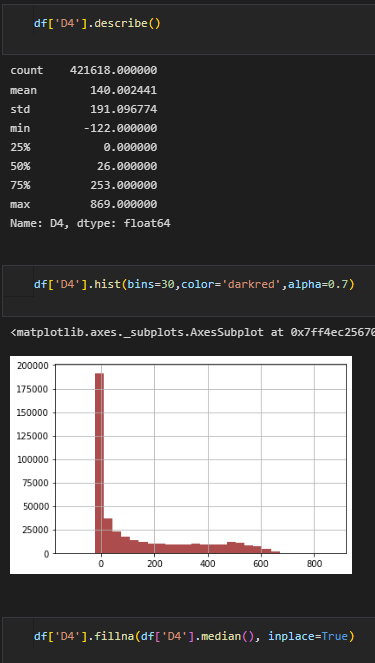 df['D4'].describe()
count    421618.000000
mean        140.002441
std         191.096774
min        -122.000000
25%           0.000000
50%          26.000000
75%         253.000000
max         869.000000
Name: D4, dtype: float64
df['D4'].hist(bins=30,color='darkred',alpha=0.7)
<matplotlib.axes._subplots.AxesSubplot at 0x7ff4ec25670
200000
175000
150000
125000
100000
75000
50000
25000
0
0 200 400 600 800
df['D4'].fillna(df['D4'].median(), inplace=True)